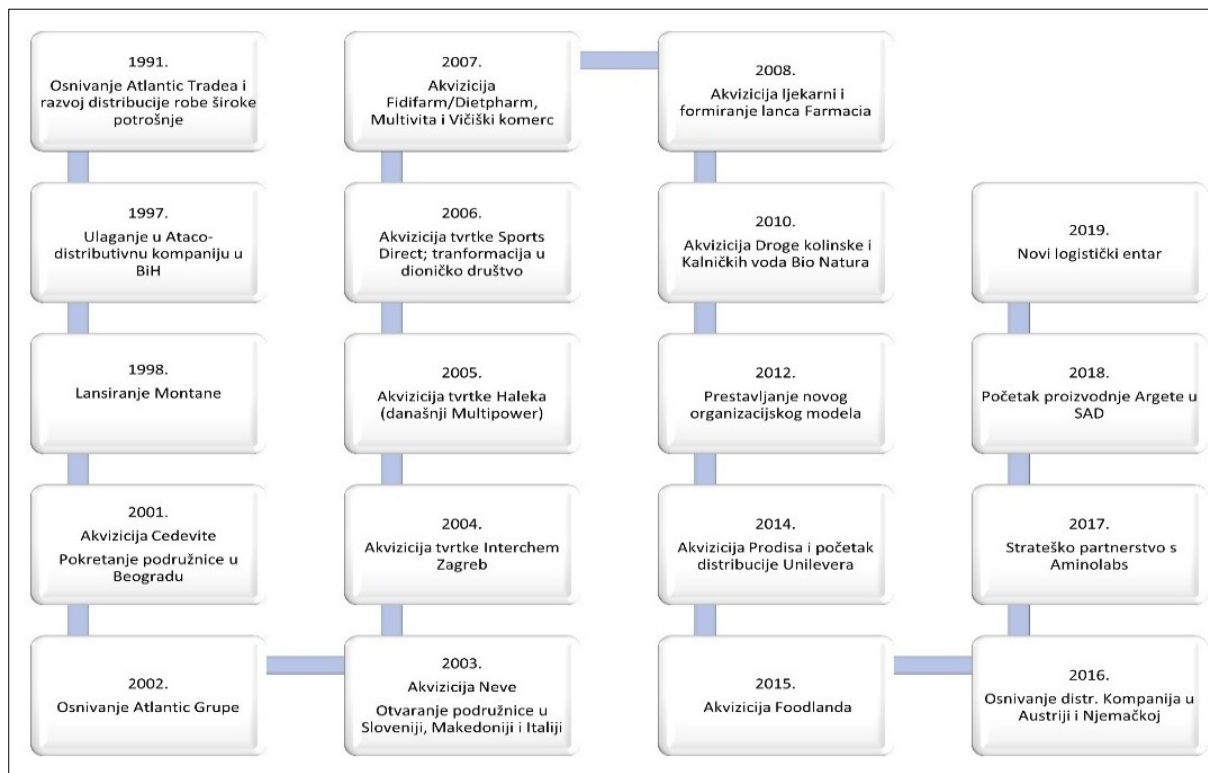 1991.
Osnivanje Atlantic Tradea i
razvoj distribucije robe široke
potrošnje
1997.
Ulaganje u Ataco-
distributivnu kompaniju u
BiH
1998.
Lansiranje Montane
2001.
Akvizicija Cedevite
Pokretanje podružnice u
Beogradu
2002.
Osnivanje Atlantic Grupe
2003.
Akvizicija Neve
Otvaranje podružnice u
Sloveniji, Makedoniji i Italiji
2004.
Akvizicija tvrtke Interchem
Zagreb
2005.
Akvizicija tvrtke Haleka
(današnji Multipower)
2006.
Akvizicija tvrtke Sports
Direct; tranformacija u
dioničko društvo
2007.
Akvizicija
Fidifarm/Dietpharm,
Multivita i Vičiški komerc
2008.
Akvizicija ljekarni i
formiranje lanca Farmacia
2010.
Akvizicija Droge kolinske i
Kalničkih voda Bio Natura
2012.
Prestavljanje novog
organizacijskog modela
2014.
Akvizicija Prodisa i početak
distribucije Unilevera
2015.
Akvizicija Foodlanda
2016.
Osnivanje distr. Kompanija u
Austriji i Njemačkoj
2017.
Strateško partnerstvo s
Aminolabs
2018.
Početak proizvodnje Argete u
SAD
2019.
Novi logistički entar